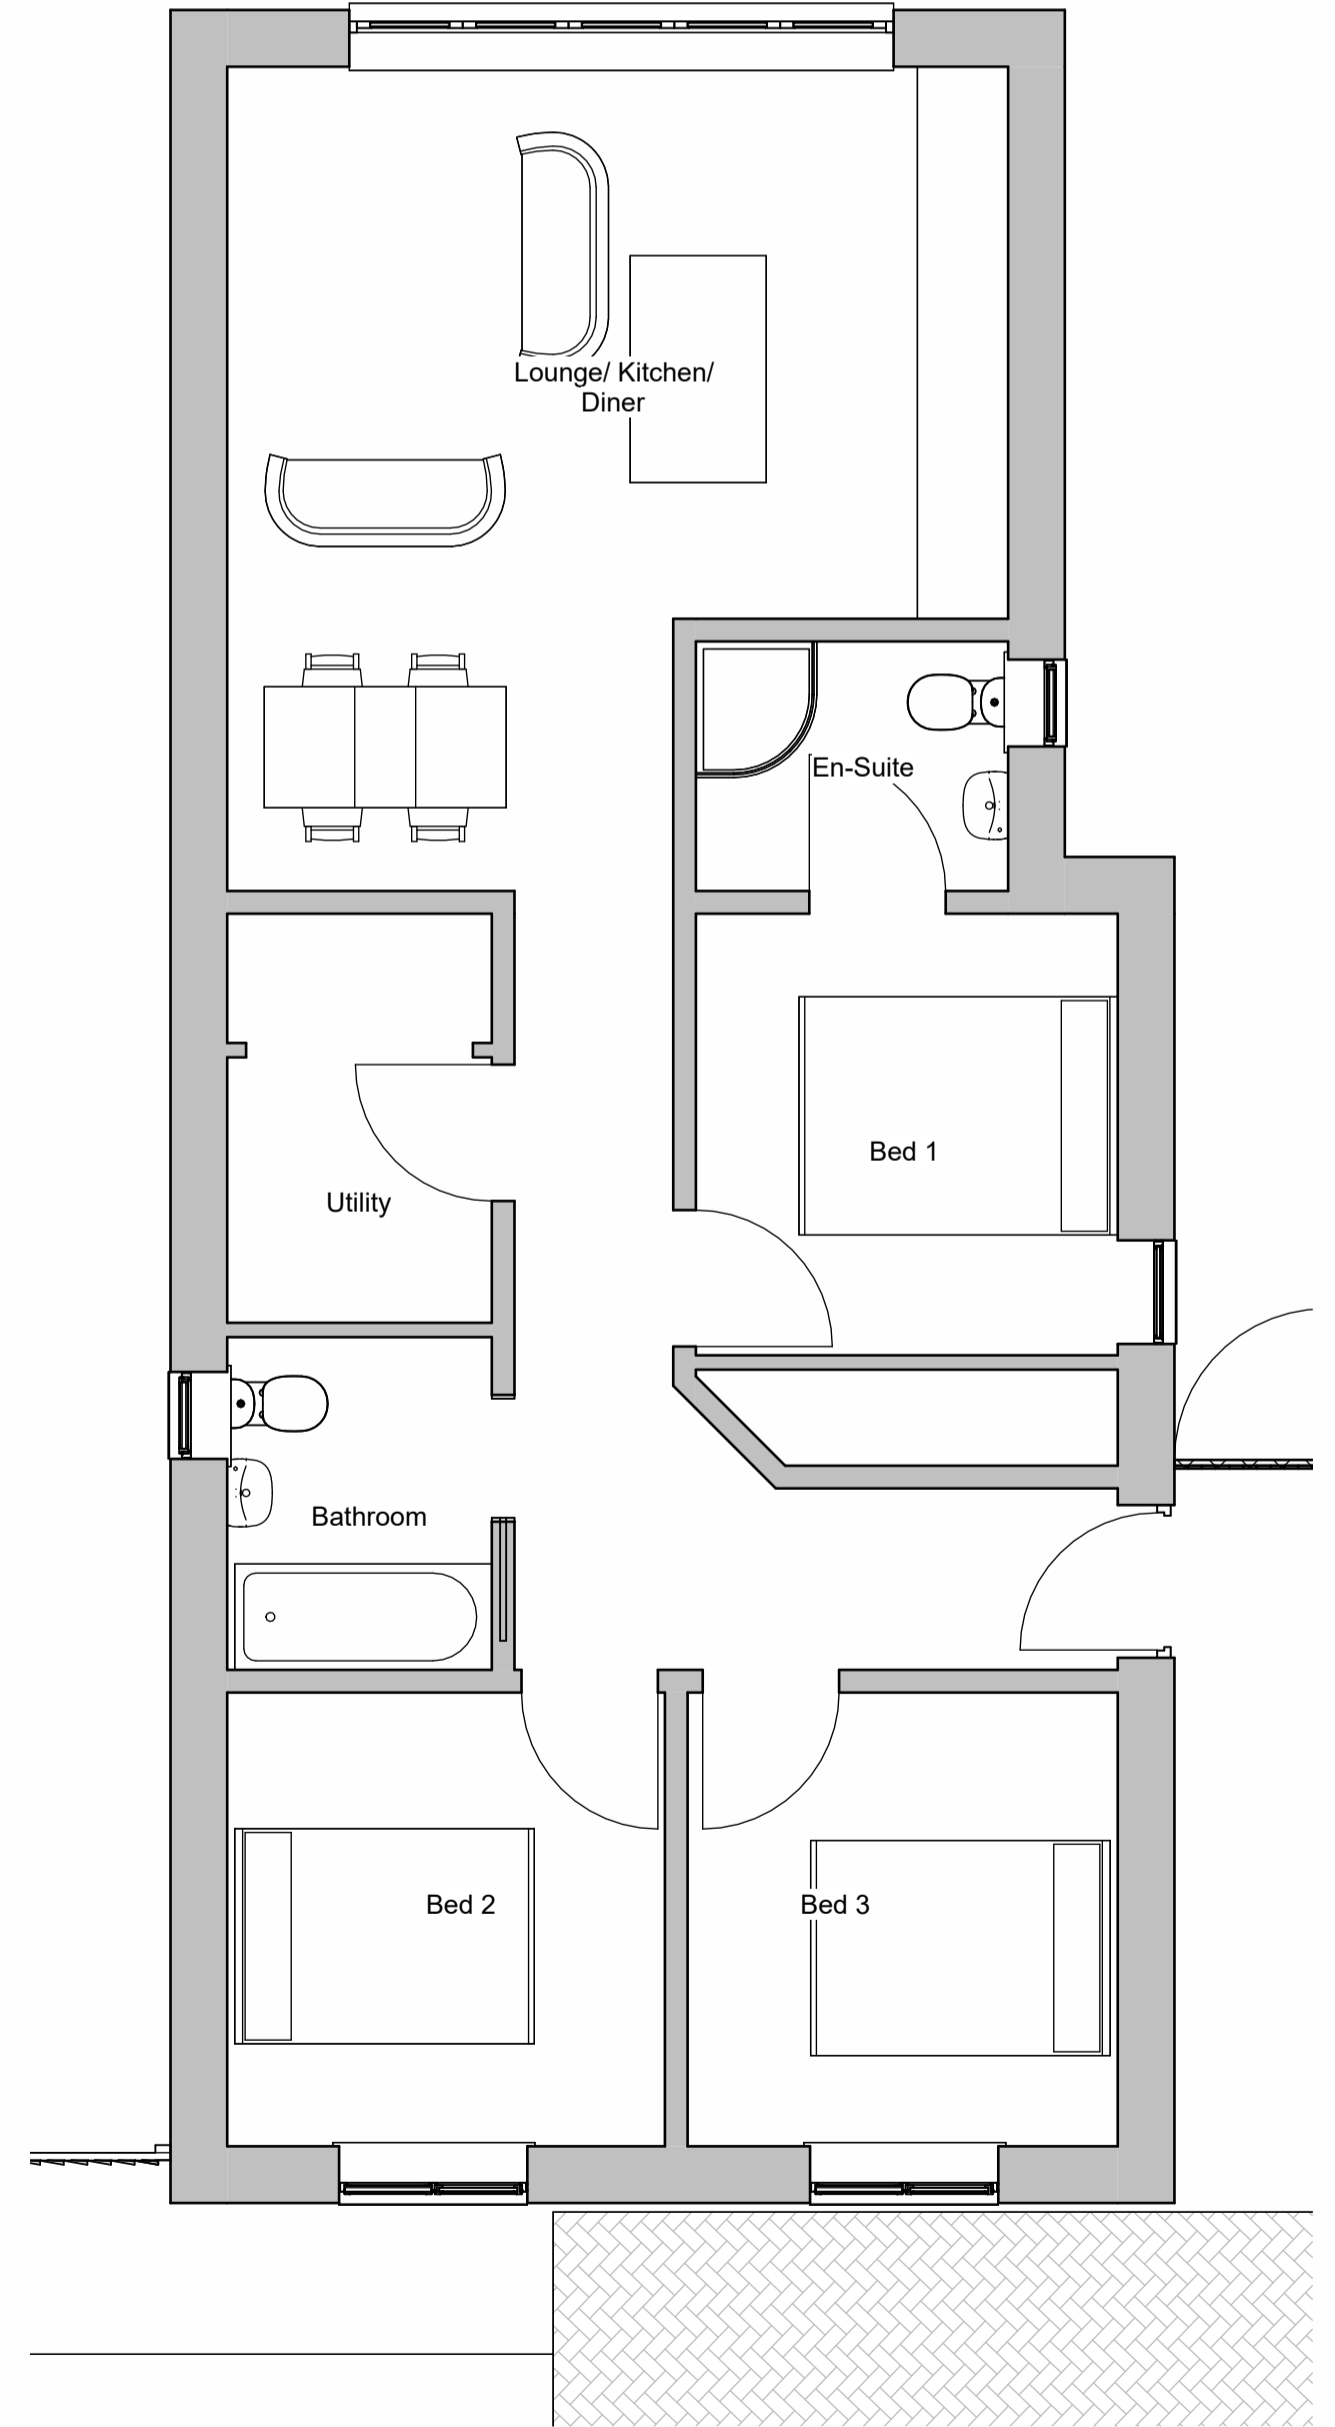 Lounge/ Kitchen/
Diner
En-Suite
Bed 1
Utility
Bathroom
Bed 2
Bed 3